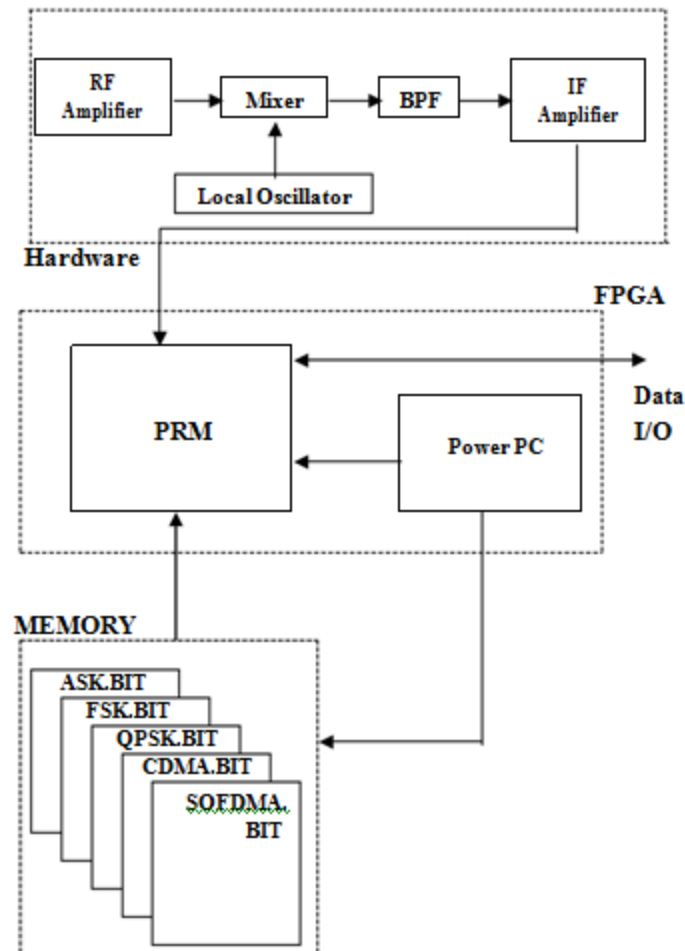 RF
Amplifier
Mixer
BPF
IF
Amplifier
Local Oscillator
Hardware
FPGA
PRM
Data
I/O
Power PC
MEMORY
ASK.BIT
FSK.BIT
QPSK.BIT
CDMA.BIT
SOFDMA.
BIT